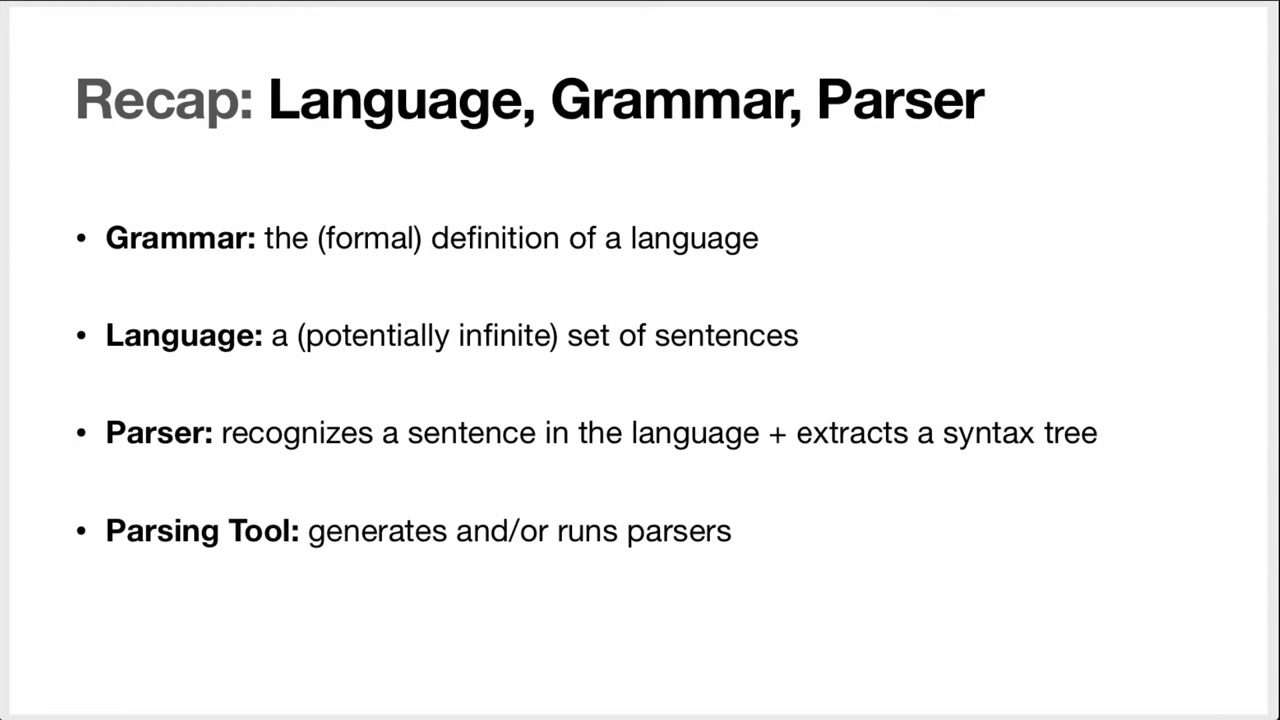 Recap: Language, Grammar, Parser
• Grammar: the (formal) definition of a language
• Language: a (potentially infinite) set of sentences
• Parser: recognizes a sentence in the language + extracts a syntax tree
• Parsing Tool: generates and/or runs parsers